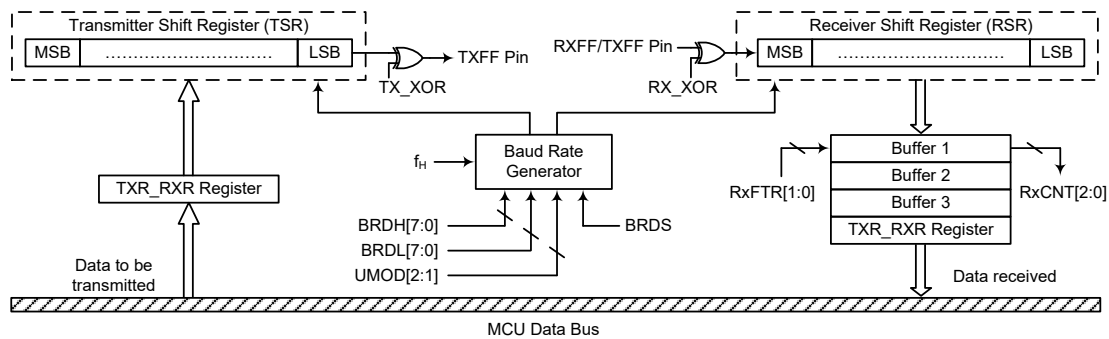 Transmitter Shift Register (TSR)
MSB ................................ LSB
TXFF Pin
TX_XOR
Receiver Shift Register (RSR)
RXFF/TXFF Pin
MSB ................................ LSB
RX_XOR
fH
Baud Rate
Generator
TXR_RXR Register
BRDH[7:0]
BRDL[7:0]
UMOD[2:1]
BRDS
RxFTR[1:0]
Buffer 1
Buffer 2
Buffer 3
TXR_RXR Register
RxCNT[2:0]
Data to be
transmitted
Data received
MCU Data Bus